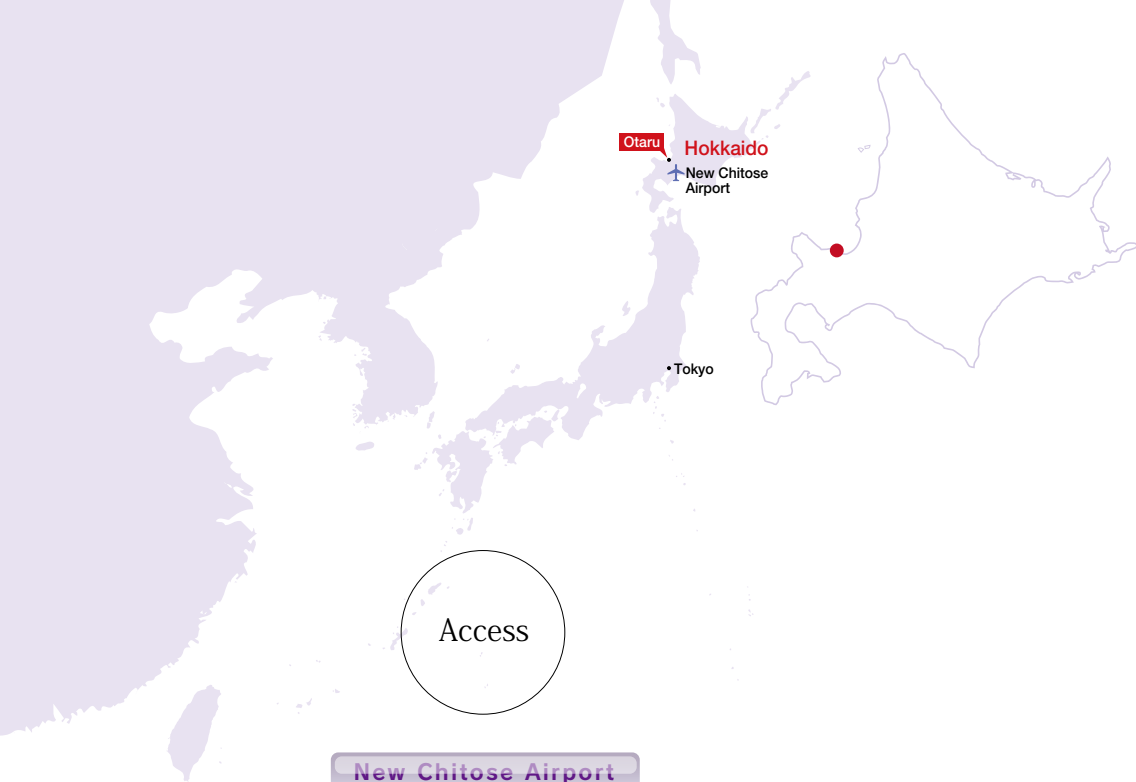 Otaru
Hokkaido
New Chitose
Airport
Tokyo
Access
New Chitose Airport